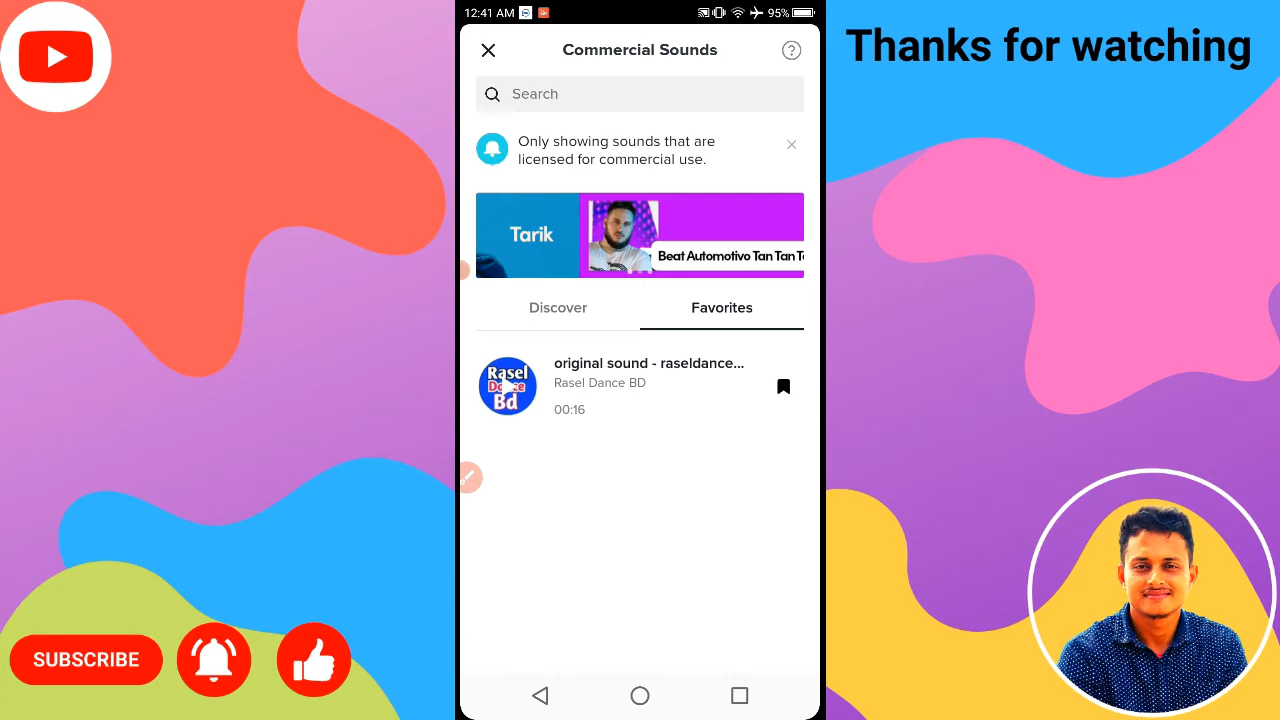 12:41 AM
95%
Commercial Sounds
?
Search
Only showing sounds that are
licensed for commercial use.
Tarik
Beat Automotivo Tan Tan T
Discover
Favorites
Rasel
Dance
Bd
original sound - raseldance...
Rasel Dance BD
00:16
Thanks for watching
SUBSCRIBE